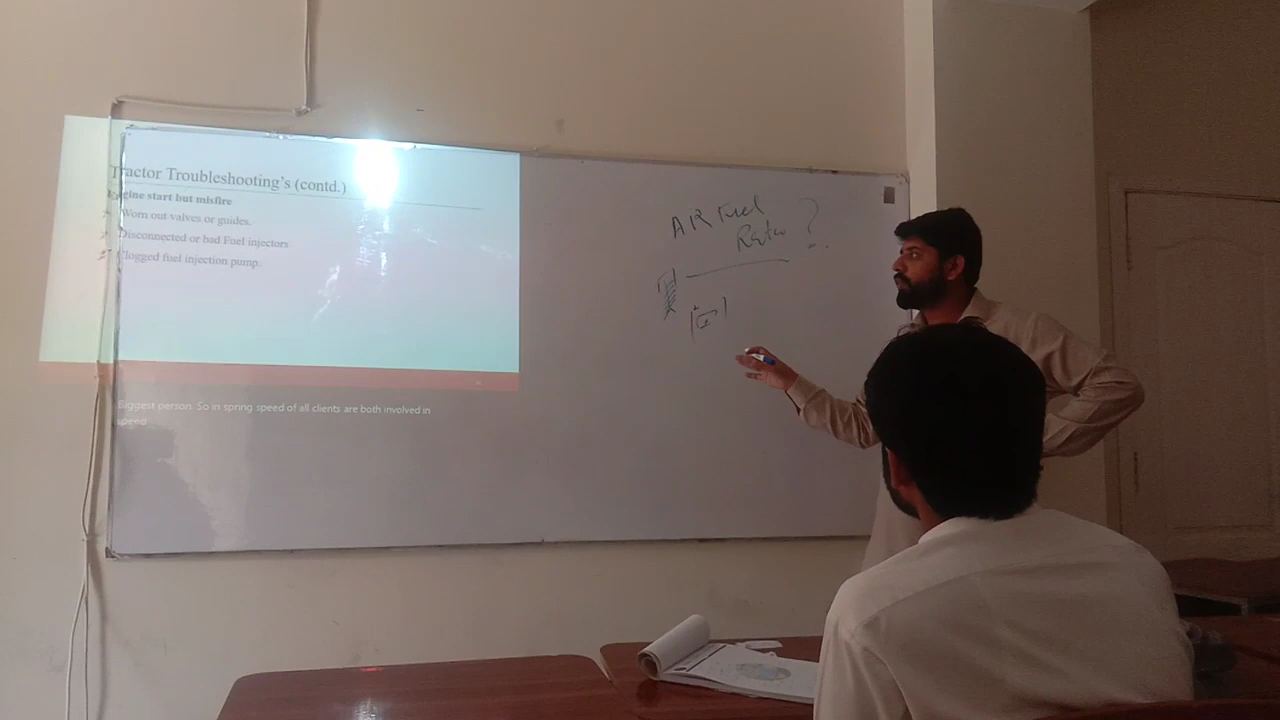 Tractor Troubleshooting's (contd.)
Engine start but misfire
Worn out valves or guides.
Disconnected or bad Fuel injectors
Clogged fuel injection pump.
Biggest person. So in spring speed of all clients are both involved in
speed
AR Fuel
Ratio ?